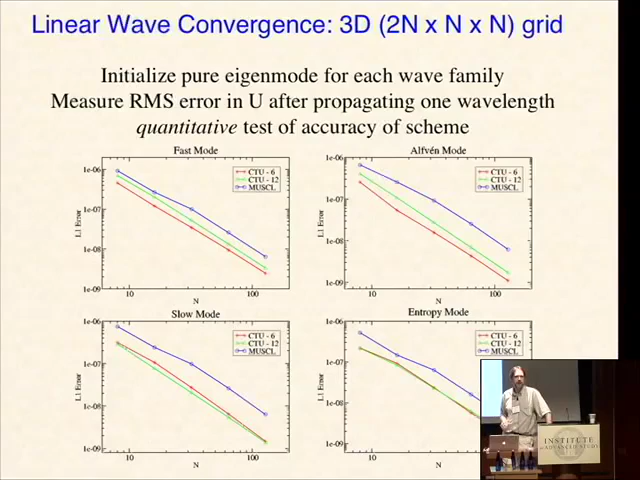 Linear Wave Convergence: 3D (2N x N x N) grid
Initialize pure eigenmode for each wave family
Measure RMS error in U after propagating one wavelength
quantitative test of accuracy of scheme
Fast Mode
1e-06
1e-07
1e-08
1e-09
L1 Error
10
100
N
CTU - 6
CTU - 12
MUSCL
Alfvén Mode
1e-06
1e-07
1e-08
1e-09
L1 Error
10
100
N
CTU - 6
CTU - 12
MUSCL
Slow Mode
1e-06
1e-07
1e-08
1e-09
L1 Error
10
100
N
CTU - 6
CTU - 12
MUSCL
Entropy Mode
1e-06
1e-07
1e-08
1e-09
L1 Error
10
N
CTU - 6
CTU - 12
MUSCL
INSTITUTE
ADVANCED STUDY